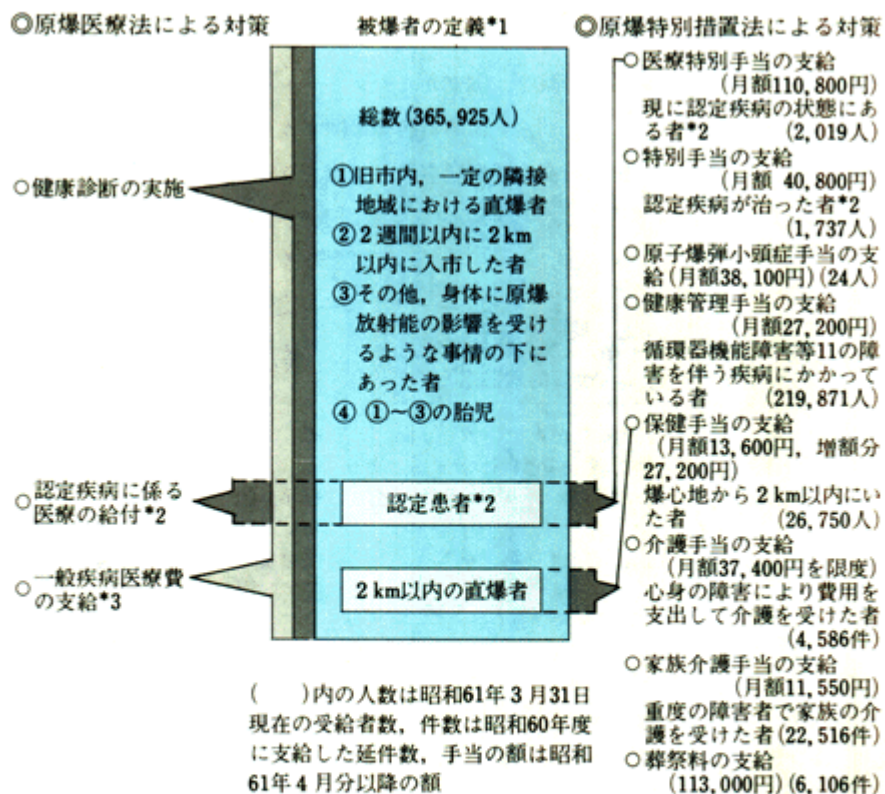 ◎原爆医療法による対策
被爆者の定義*1
◎原爆特別措置法による対策
○健康診断の実施
○認定疾病に係る
医療の給付*2
○一般疾病医療費
の支給*3
総数(365,925人)
①旧市内，一定の隣接
地域における直爆者
②2週間以内に2km
以内に入市した者
③その他，身体に原爆
放射能の影響を受け
るような事情の下に
あった者
④ ①～③の胎児
認定患者*2
2km以内の直爆者
○医療特別手当の支給
(月額110,800円)
現に認定疾病の状態にあ
る者*2 (2,019人)
○特別手当の支給
(月額 40,800円)
認定疾病が治った者*2
(1,737人)
○原子爆弾小頭症手当の支
給(月額38,100円)(24人)
○健康管理手当の支給
(月額27,200円)
循環器機能障害等11の障
害を伴う疾病にかかって
いる者 (219,871人)
○保健手当の支給
(月額13,600円，増額分
27,200円)
爆心地から2km以内にい
た者 (26,750人)
○介護手当の支給
(月額37,400円を限度)
心身の障害により費用を
支出して介護を受けた者
(4,586件)
○家族介護手当の支給
(月額11,550円)
重度の障害者で家族の介
護を受けた者(22,516件)
○葬祭料の支給
(113,000円)(6,106件)
(　　)内の人数は昭和61年3月31日
現在の受給者数，件数は昭和60年度
に支給した延件数，手当の額は昭和
61年4月分以降の額